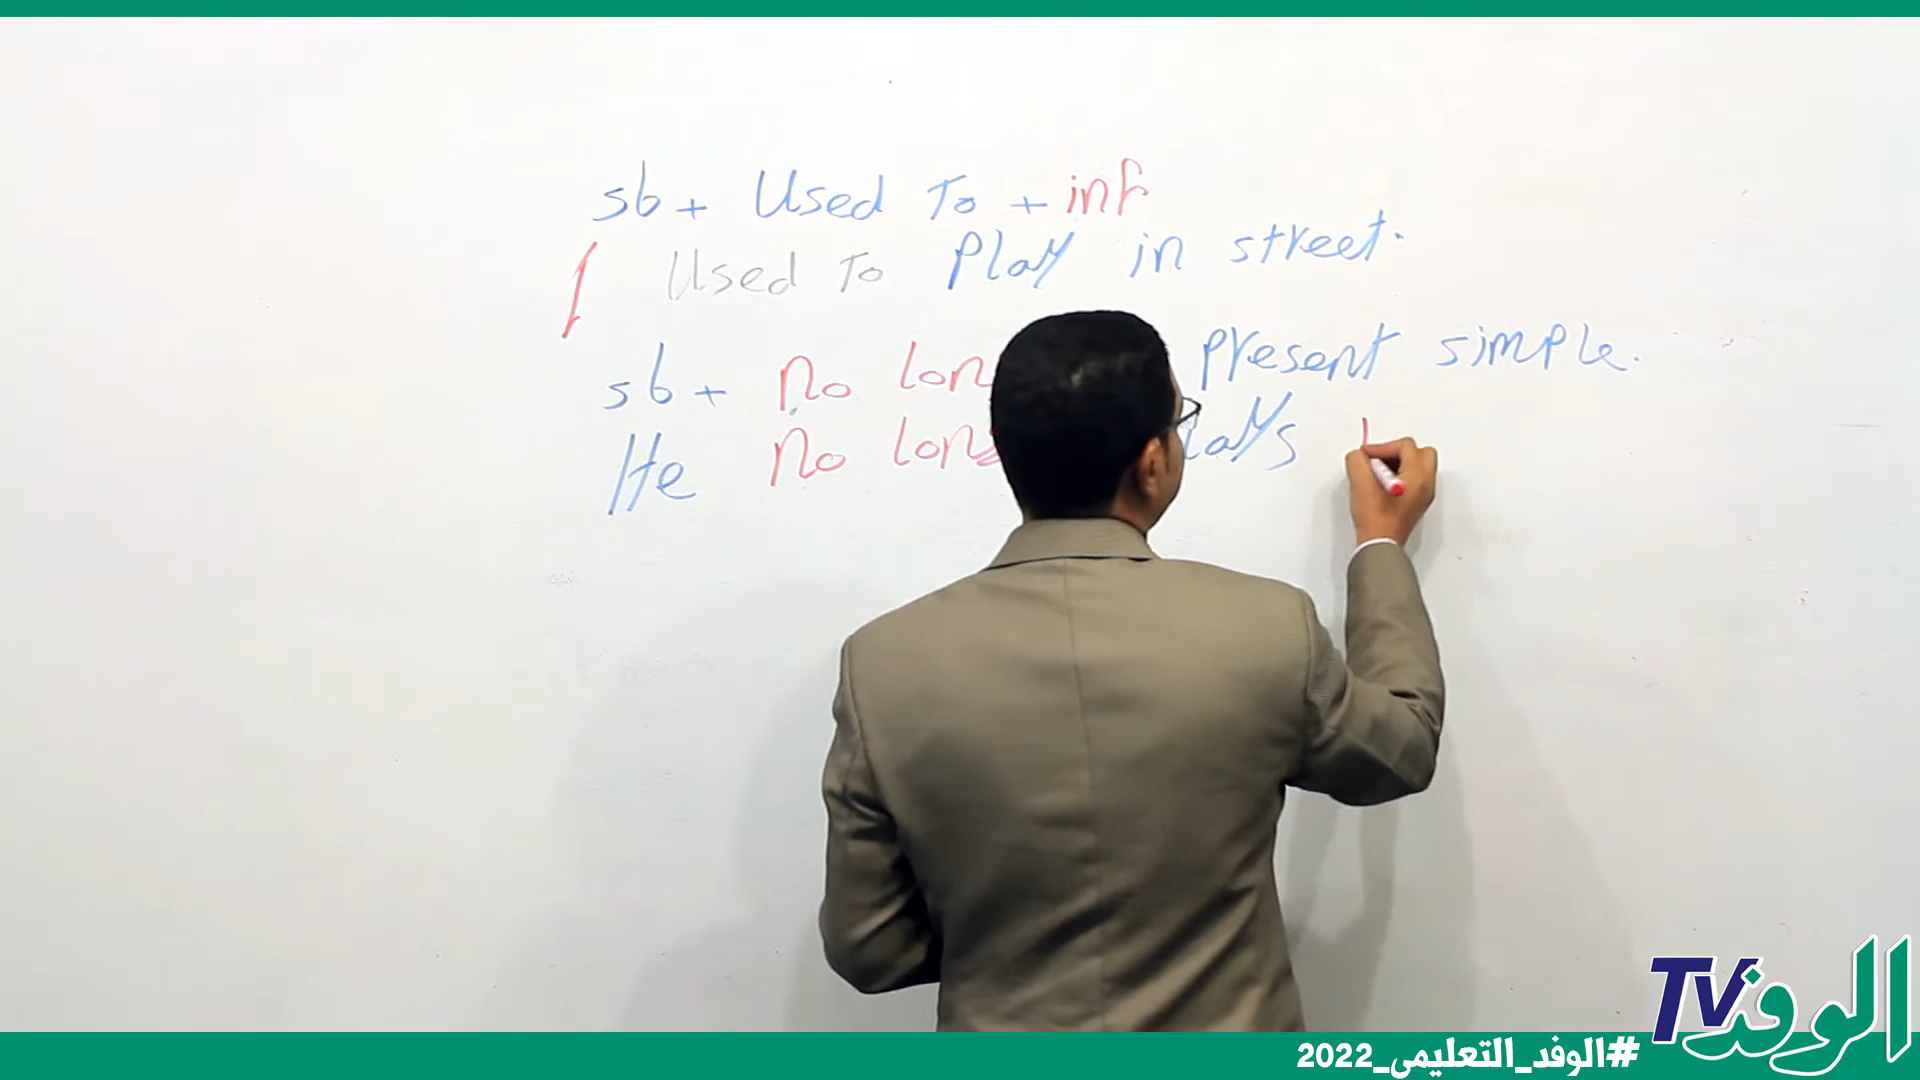 sb + Used To + inf
I Used To Play in street.
sb + no lon present simple.
He no lon lays
TV الوفد
#الوفد_التعليمى_2022